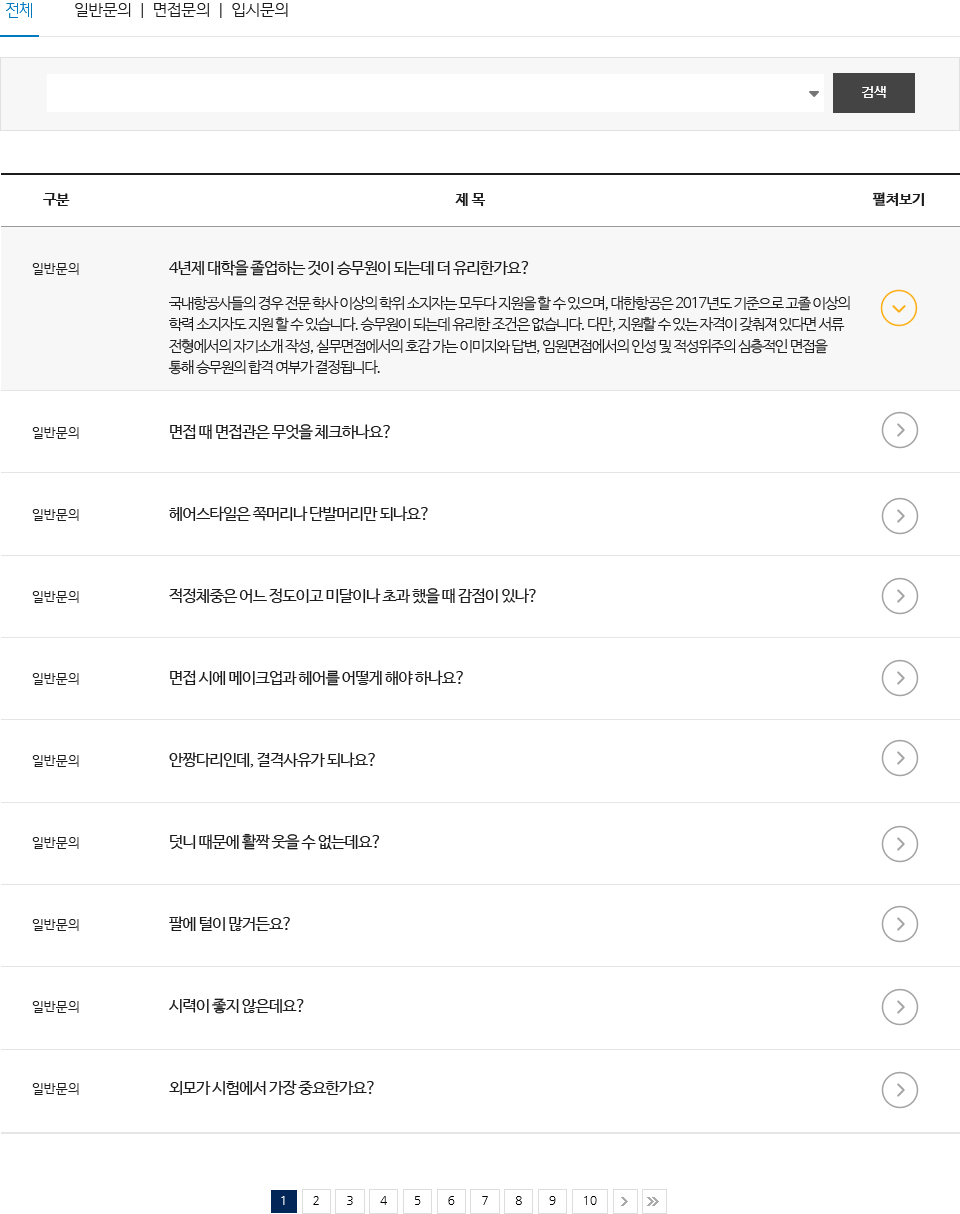 전체 일반문의 | 면접문의 | 입시문의
검색
구분 제 목 펼쳐보기
일반문의 4년제 대학을 졸업하는 것이 승무원이 되는데 더 유리한가요?
국내항공사들의 경우 전문 학사 이상의 학위 소지자는 모두다 지원을 할 수 있으며, 대한항공은 2017년도 기준으로 고졸 이상의
학력 소지자도 지원 할 수 있습니다. 승무원이 되는데 유리한 조건은 없습니다. 다만, 지원할 수 있는 자격이 갖춰져 있다면 서류
전형에서의 자기소개 작성, 실무면접에서의 호감 가는 이미지와 답변, 임원면접에서의 인성 및 적성위주의 심층적인 면접을
통해 승무원의 합격 여부가 결정됩니다.
일반문의 면접 때 면접관은 무엇을 체크하나요?
일반문의 헤어스타일은 쪽머리나 단발머리만 되나요?
일반문의 적정체중은 어느 정도이고 미달이나 초과 했을 때 감점이 있나?
일반문의 면접 시에 메이크업과 헤어를 어떻게 해야 하나요?
일반문의 안짱다리인데, 결격사유가 되나요?
일반문의 덧니 때문에 활짝 웃을 수 없는데요?
일반문의 팔에 털이 많거든요?
일반문의 시력이 좋지 않은데요?
일반문의 외모가 시험에서 가장 중요한가요?
1 2 3 4 5 6 7 8 9 10